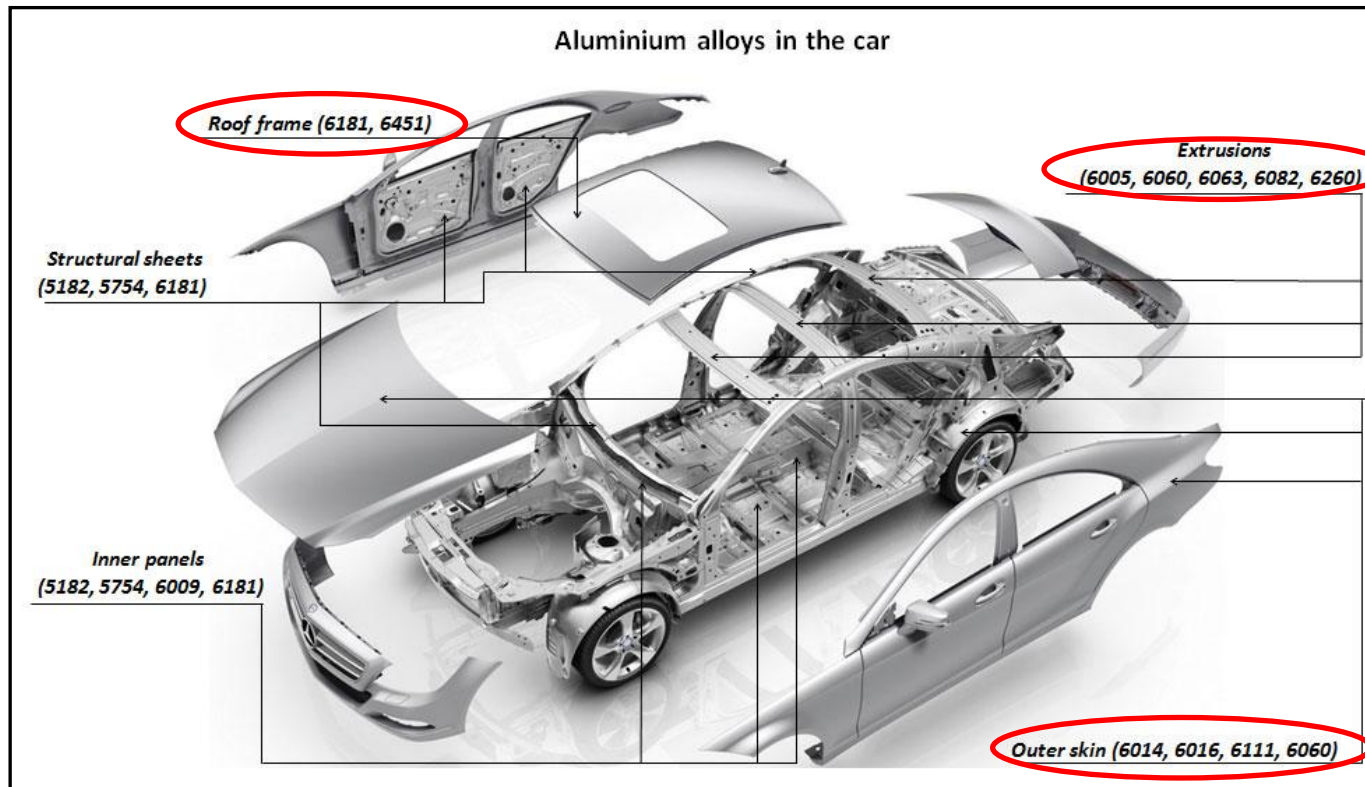 Aluminium alloys in the car
Roof frame (6181, 6451)
Extrusions
(6005, 6060, 6063, 6082, 6260)
Structural sheets
(5182, 5754, 6181)
Inner panels
(5182, 5754, 6009, 6181)
Outer skin (6014, 6016, 6111, 6060)